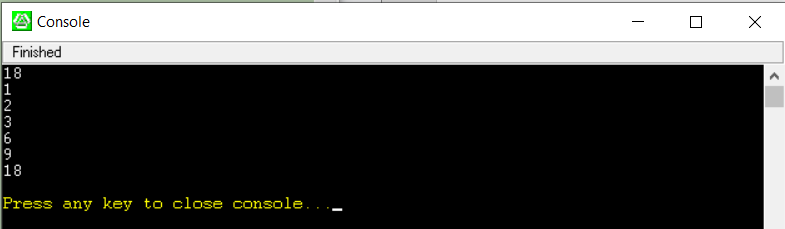 Console
Finished
18
1
2
3
6
9
18
Press any key to close console..._